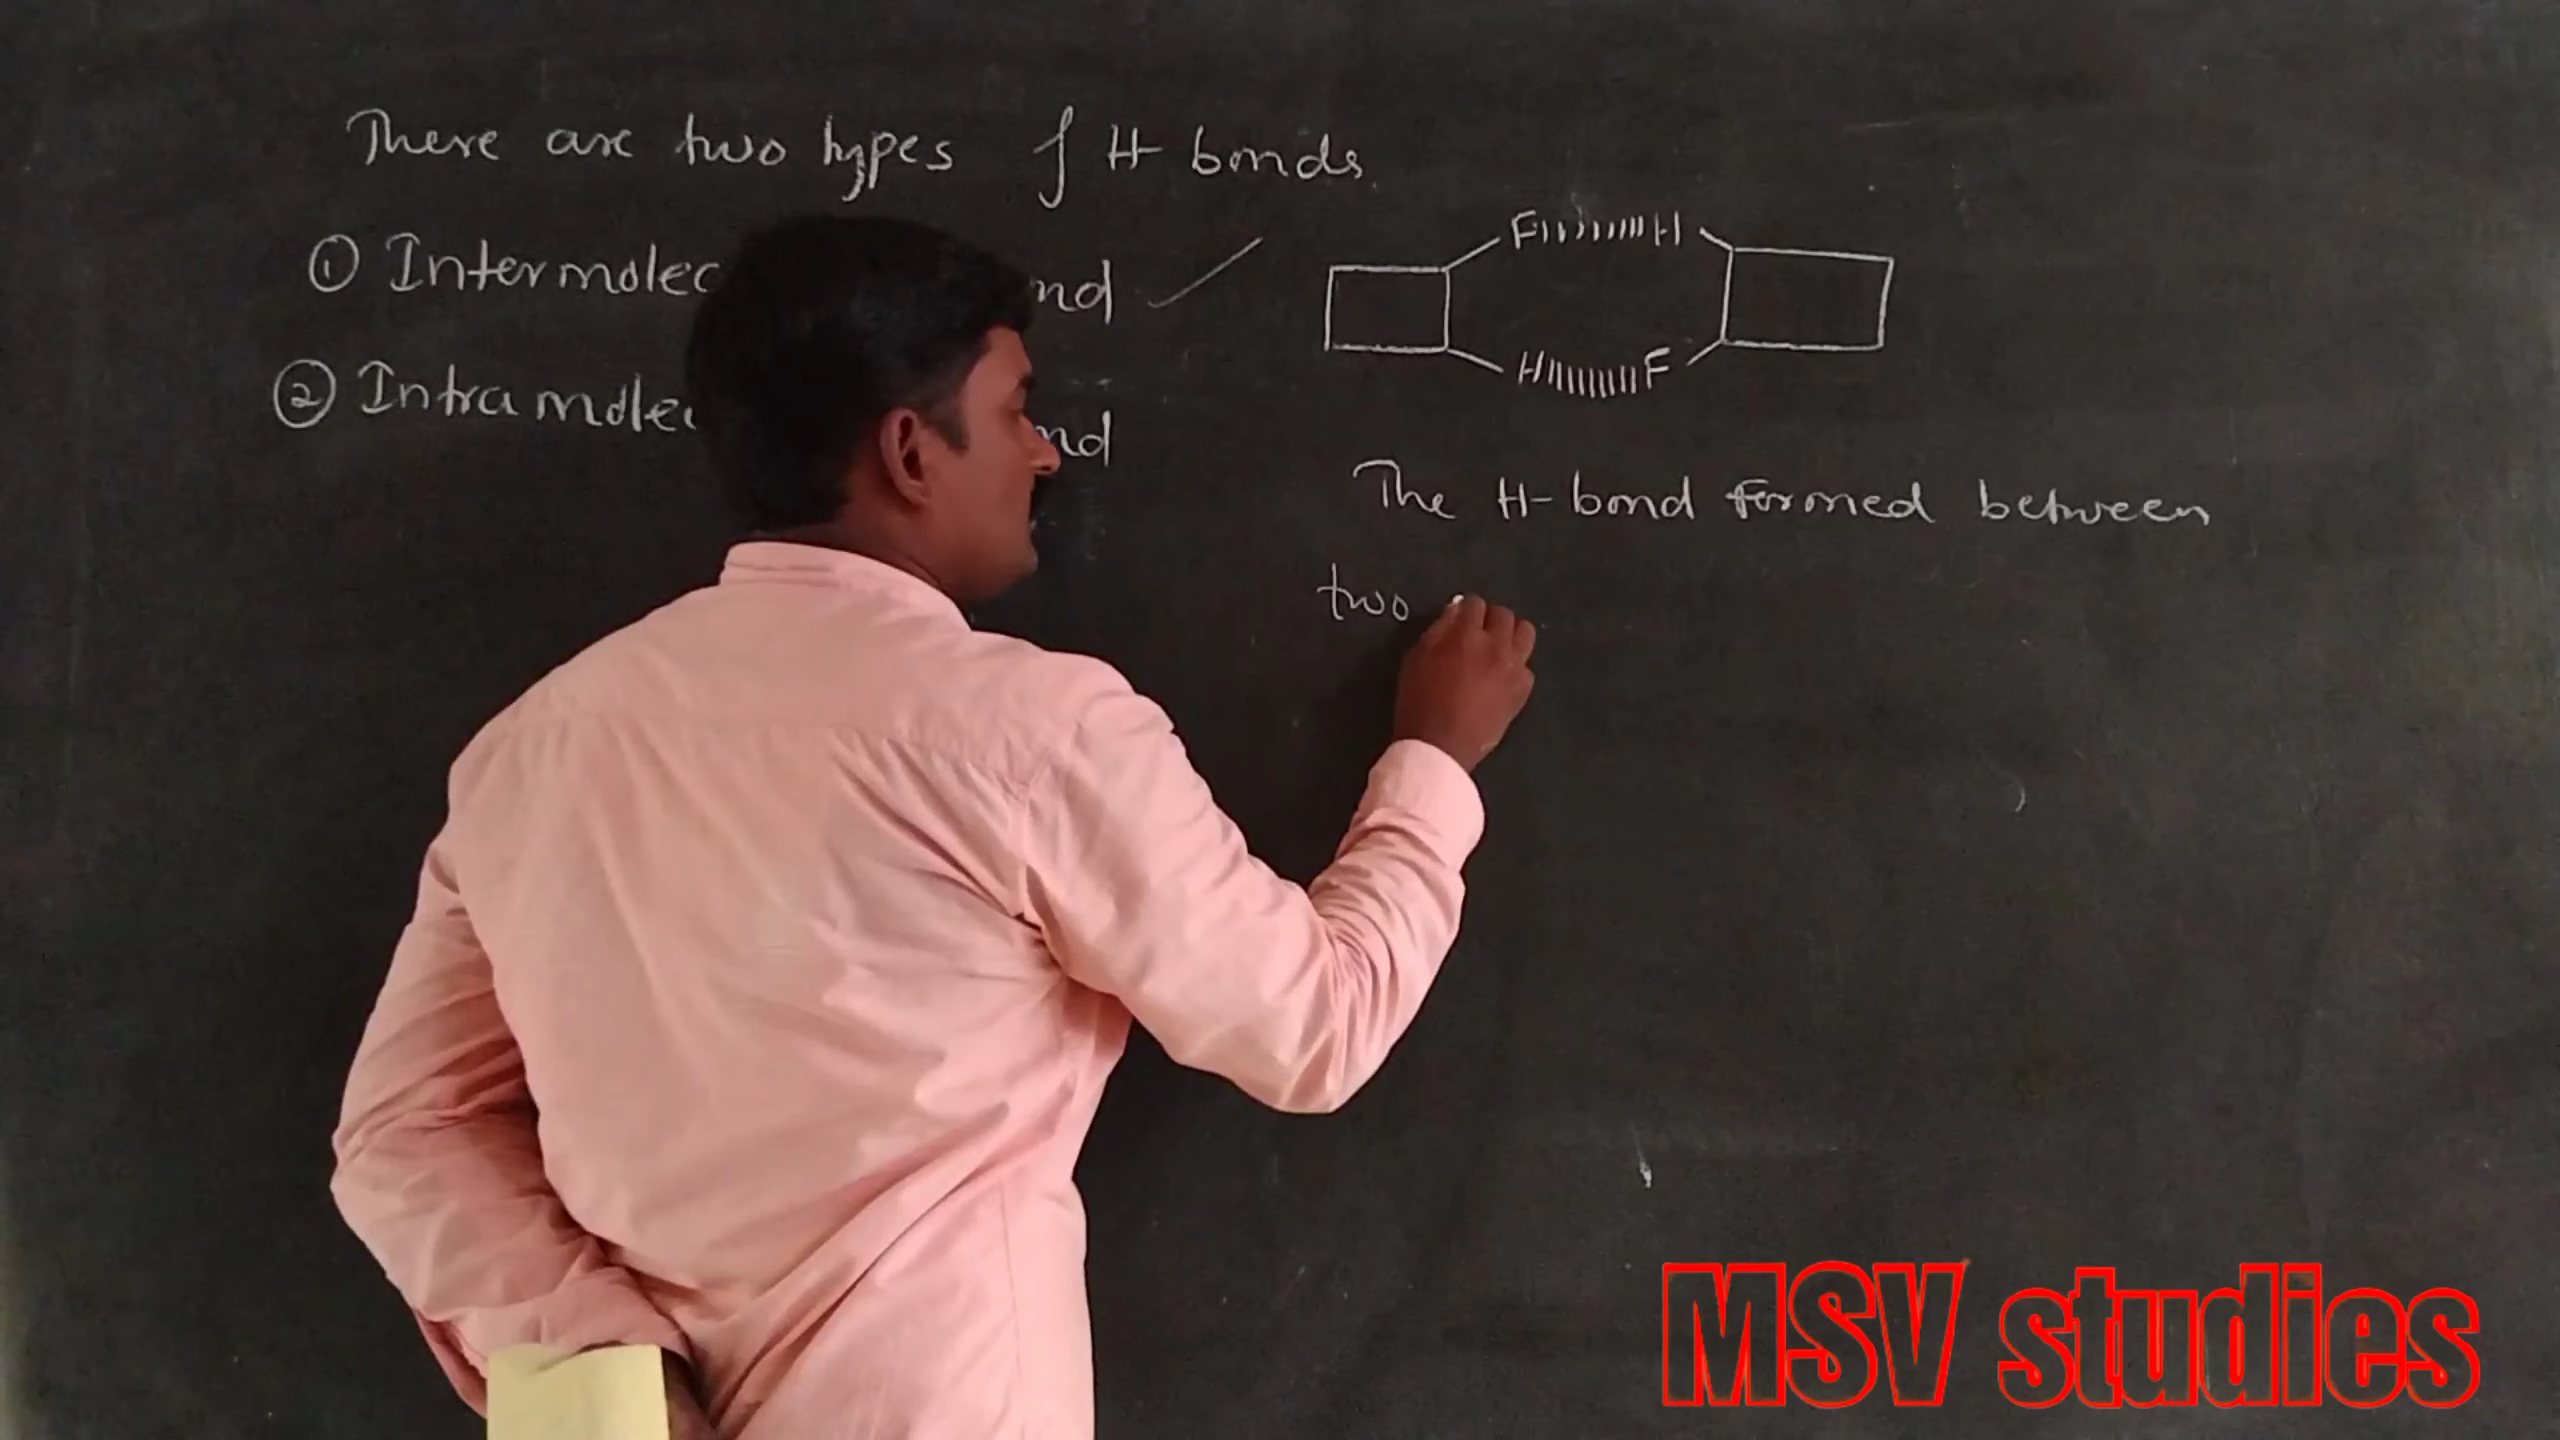 There are two types of H bonds.
① Intermolec nd
② Intramolec nd
F H
H F
The H-bond formed between
two
MSV studies